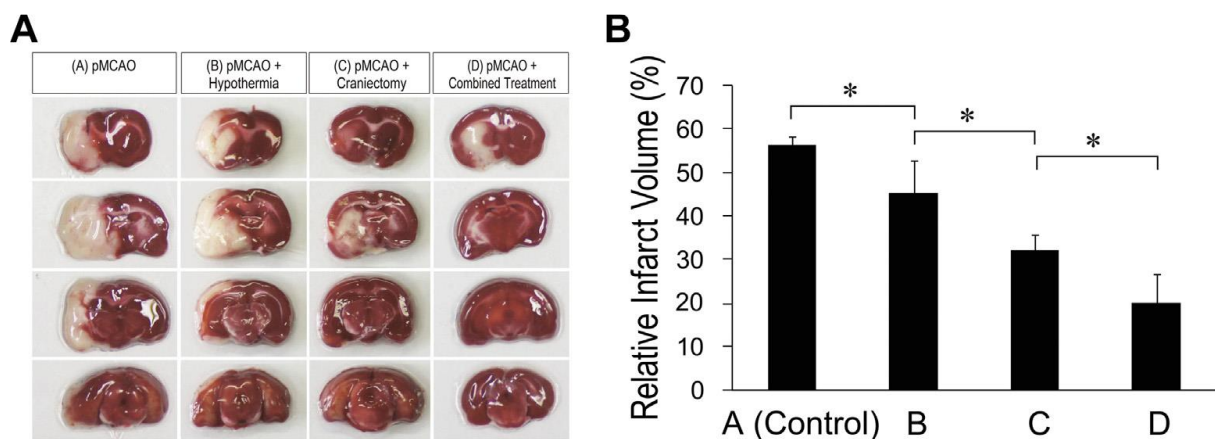 A
(A) pMCAO
(B) pMCAO +
Hypothermia
(C) pMCAO +
Craniectomy
(D) pMCAO +
Combined Treatment
B
Relative Infarct Volume (%)
70
60
50
40
30
20
10
0
*
*
*
A (Control)
B
C
D